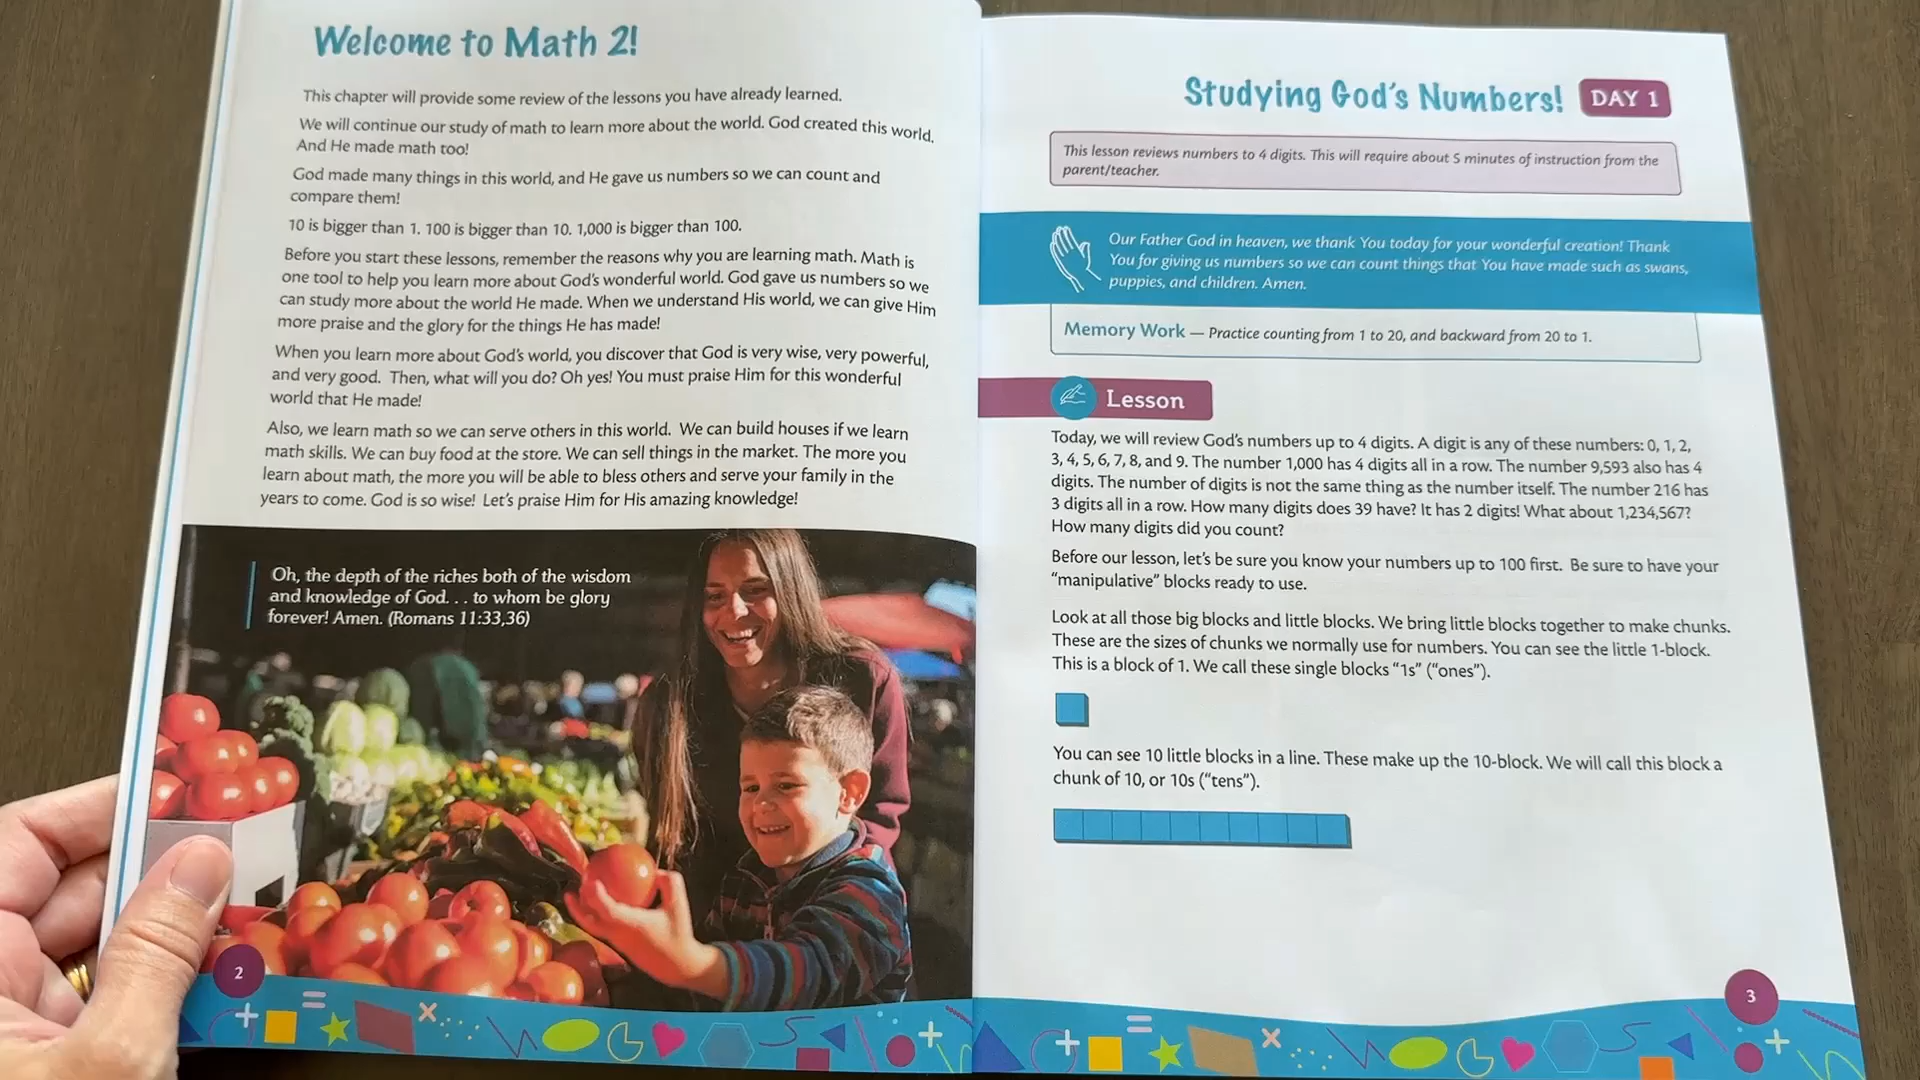 Welcome to Math 2!
This chapter will provide some review of the lessons you have already learned.
We will continue our study of math to learn more about the world. God created this world.
And He made math too!
God made many things in this world, and He gave us numbers so we can count and
compare them!
10 is bigger than 1. 100 is bigger than 10. 1,000 is bigger than 100.
Before you start these lessons, remember the reasons why you are learning math. Math is
one tool to help you learn more about God's wonderful world. God gave us numbers so we
can study more about the world He made. When we understand His world, we can give Him
more praise and the glory for the things He has made!
When you learn more about God's world, you discover that God is very wise, very powerful,
and very good. Then, what will you do? Oh yes! You must praise Him for this wonderful
world that He made!
Also, we learn math so we can serve others in this world. We can build houses if we learn
math skills. We can buy food at the store. We can sell things in the market. The more you
learn about math, the more you will be able to bless others and serve your family in the
years to come. God is so wise! Let's praise Him for His amazing knowledge!
Oh, the depth of the riches both of the wisdom
and knowledge of God. . . to whom be glory
forever! Amen. (Romans 11:33,36)
2
Studying God's Numbers! DAY 1
This lesson reviews numbers to 4 digits. This will require about 5 minutes of instruction from the
parent/teacher.
Our Father God in heaven, we thank You today for your wonderful creation! Thank
You for giving us numbers so we can count things that You have made such as swans,
puppies, and children. Amen.
Memory Work — Practice counting from 1 to 20, and backward from 20 to 1.
Lesson
Today, we will review God's numbers up to 4 digits. A digit is any of these numbers: 0, 1, 2,
3, 4, 5, 6, 7, 8, and 9. The number 1,000 has 4 digits all in a row. The number 9,593 also has 4
digits. The number of digits is not the same thing as the number itself. The number 216 has
3 digits all in a row. How many digits does 39 have? It has 2 digits! What about 1,234,567?
How many digits did you count?
Before our lesson, let's be sure you know your numbers up to 100 first. Be sure to have your
"manipulative" blocks ready to use.
Look at all those big blocks and little blocks. We bring little blocks together to make chunks.
These are the sizes of chunks we normally use for numbers. You can see the little 1-block.
This is a block of 1. We call these single blocks "1s" ("ones").
You can see 10 little blocks in a line. These make up the 10-block. We will call this block a
chunk of 10, or 10s ("tens").
3